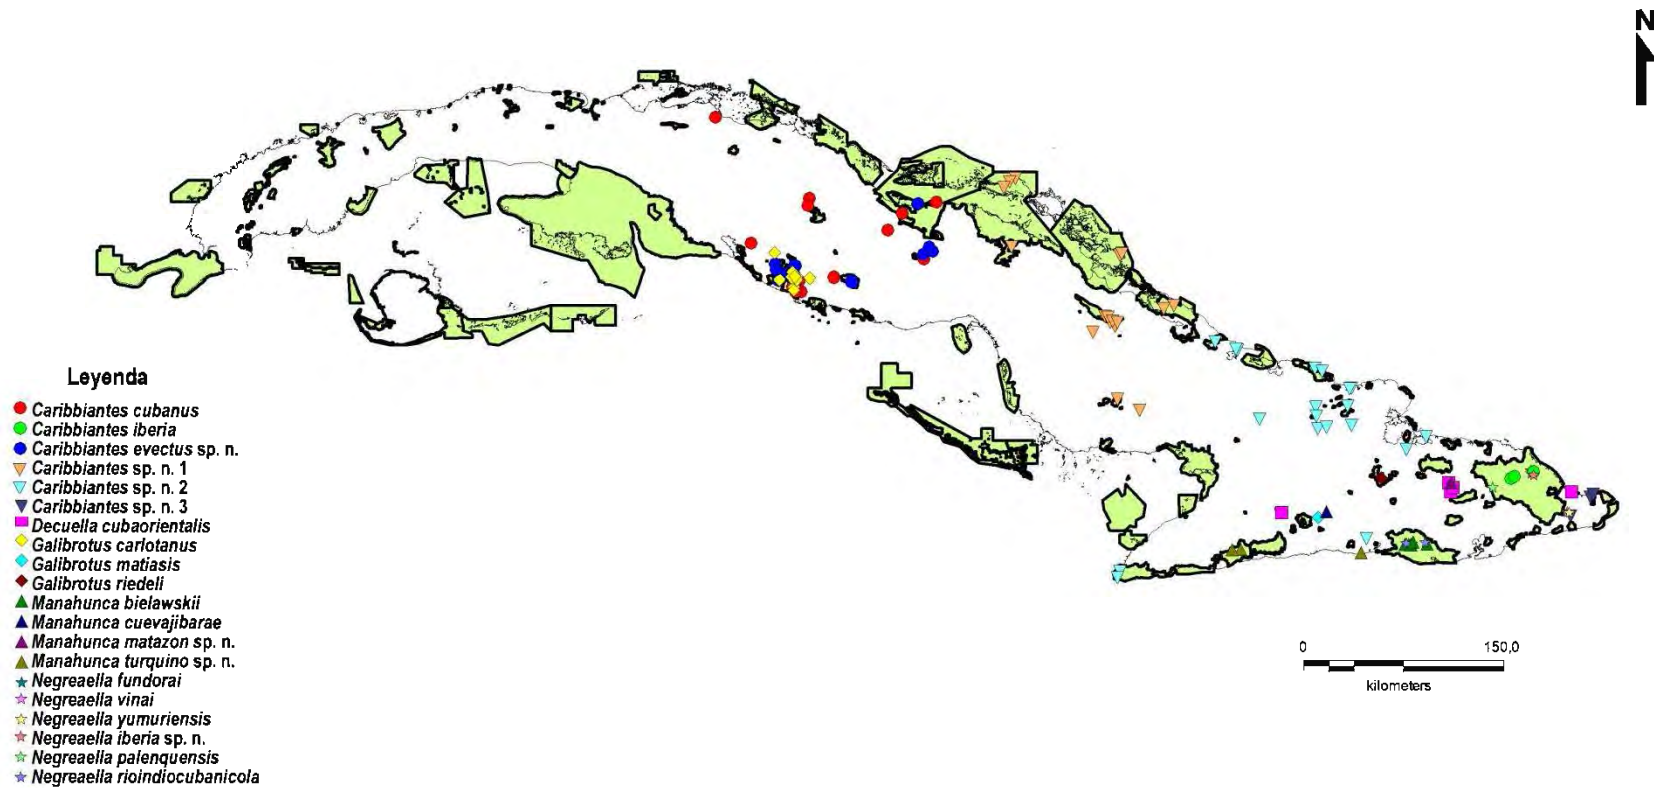 N
Leyenda
Caribbiantes cubanus
Caribbiantes iberia
Caribbiantes evectus sp. n.
Caribbiantes sp. n. 1
Caribbiantes sp. n. 2
Caribbiantes sp. n. 3
Decuella cubaorientalis
Galibrotus carlotanus
Galibrotus matiasis
Galibrotus riedeli
Manahunca bielawskii
Manahunca cuevajibarae
Manahunca matazon sp. n.
Manahunca turquino sp. n.
Negreaella fundorai
Negreaella vinai
Negreaella yumuriensis
Negreaella iberia sp. n.
Negreaella palenquensis
Negreaella rioindiocubanicola
0 150,0
kilometers